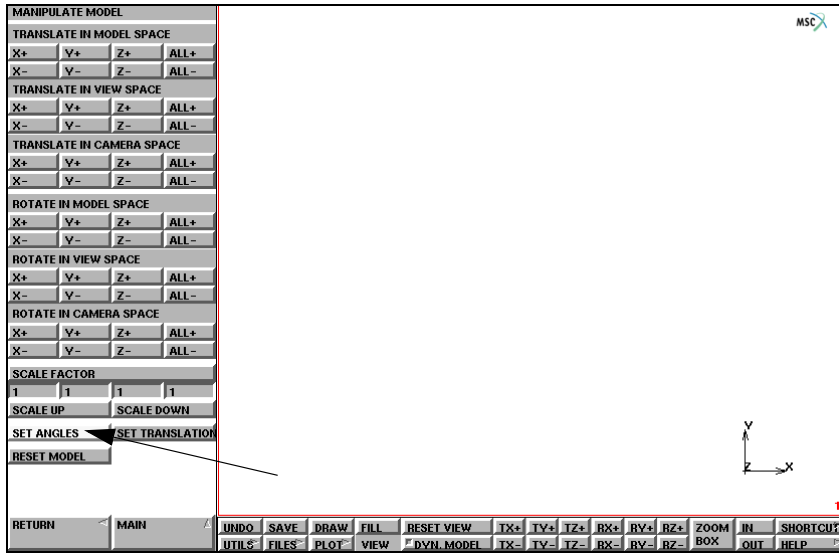 MANIPULATE MODEL
TRANSLATE IN MODEL SPACE
X+ Y+ Z+ ALL+
X- Y- Z- ALL-
TRANSLATE IN VIEW SPACE
X+ Y+ Z+ ALL+
X- Y- Z- ALL-
TRANSLATE IN CAMERA SPACE
X+ Y+ Z+ ALL+
X- Y- Z- ALL-
ROTATE IN MODEL SPACE
X+ Y+ Z+ ALL+
X- Y- Z- ALL-
ROTATE IN VIEW SPACE
X+ Y+ Z+ ALL+
X- Y- Z- ALL-
ROTATE IN CAMERA SPACE
X+ Y+ Z+ ALL+
X- Y- Z- ALL-
SCALE FACTOR
1 1 1 1
SCALE UP SCALE DOWN
SET ANGLES SET TRANSLATION
RESET MODEL
RETURN MAIN
MSC
Y
Z X
1
UNDO SAVE DRAW FILL RESET VIEW TX+ TY+ TZ+ RX+ RY+ RZ+ ZOOM IN SHORTCUT
UTILS FILES PLOT VIEW DYN. MODEL TX- TY- TZ- RX- RY- RZ- BOX OUT HELP